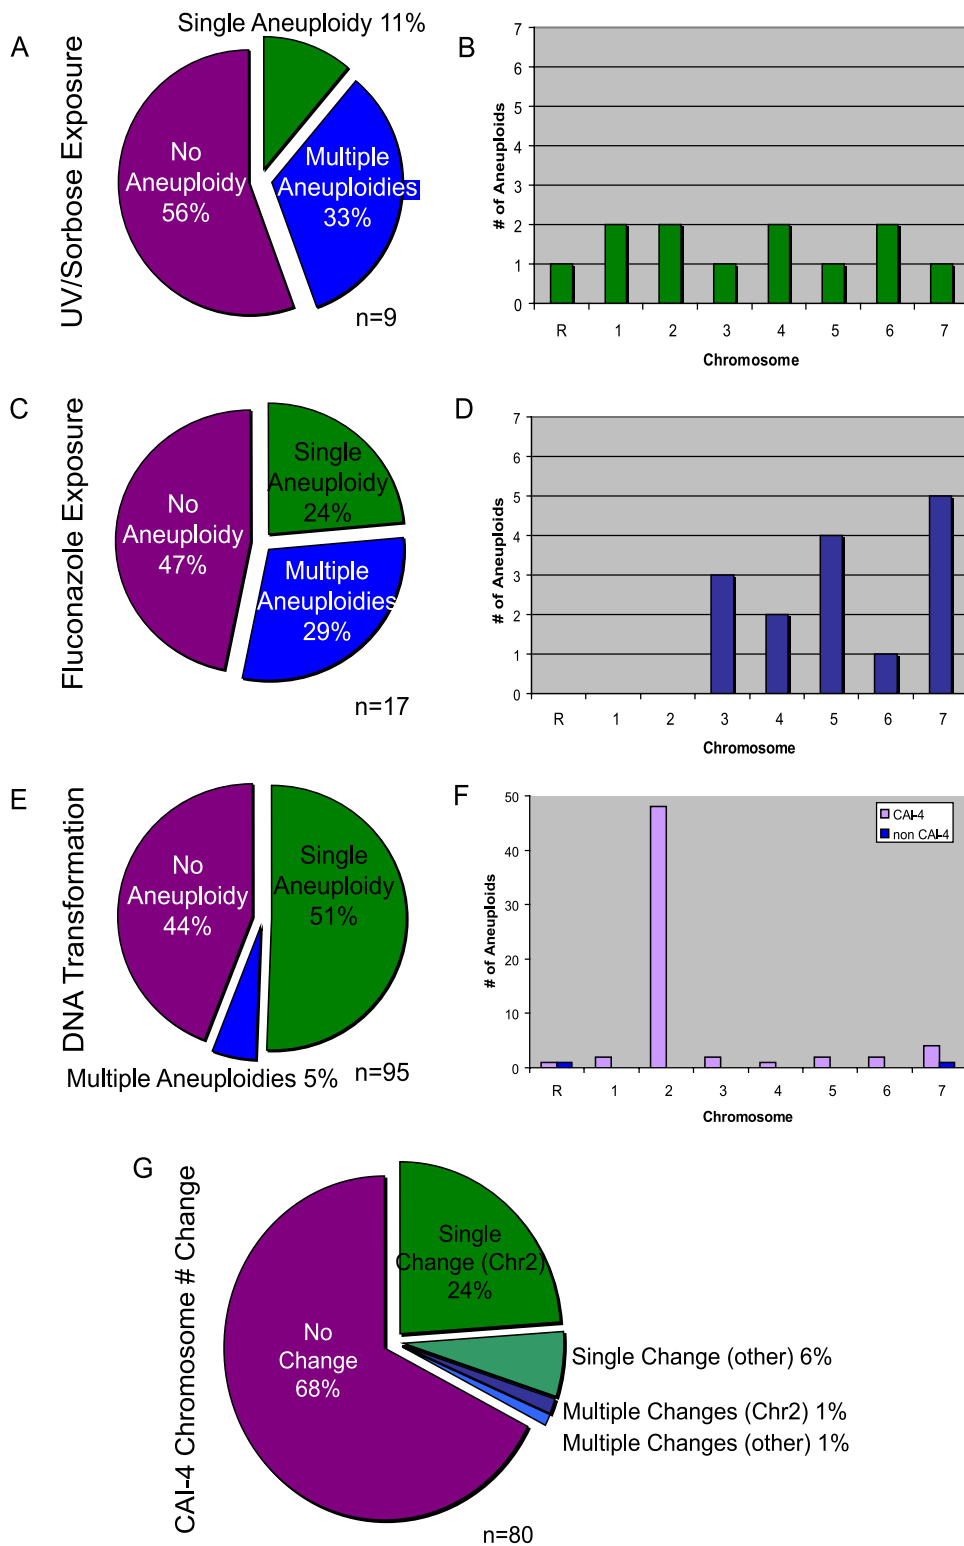 A
UV/Sorbose Exposure
Single Aneuploidy 11%
No
Aneuploidy
56%
Multiple
Aneuploidies
33%
n=9
B
# of Aneuploids
7
6
5
4
3
2
1
0
R 1 2 3 4 5 6 7
Chromosome
C
Fluconazole Exposure
No
Aneuploidy
47%
Single
Aneuploidy
24%
Multiple
Aneuploidies
29%
n=17
D
# of Aneuploids
7
6
5
4
3
2
1
0
R 1 2 3 4 5 6 7
Chromosome
E
DNA Transformation
No
Aneuploidy
44%
Single
Aneuploidy
51%
Multiple Aneuploidies 5%
n=95
F
# of Aneuploids
50
40
30
20
10
0
CAI-4
non CAI-4
R 1 2 3 4 5 6 7
Chromosome
G
CAI-4 Chromosome # Change
No
Change
68%
Single
Change (Chr2)
24%
Single Change (other) 6%
Multiple Changes (Chr2) 1%
Multiple Changes (other) 1%
n=80